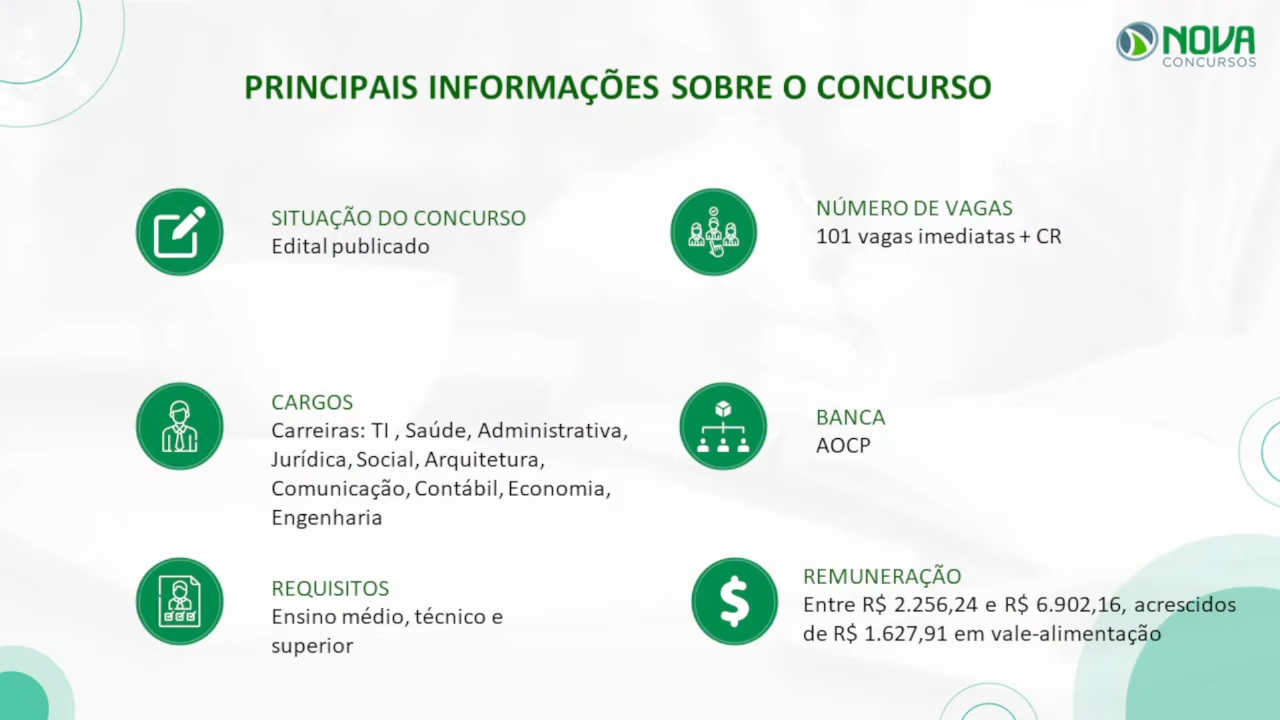 NOVA
CONCURSOS
PRINCIPAIS INFORMAÇÕES SOBRE O CONCURSO
SITUAÇÃO DO CONCURSO
Edital publicado
NÚMERO DE VAGAS
101 vagas imediatas + CR
CARGOS
Carreiras: TI , Saúde, Administrativa,
Jurídica, Social, Arquitetura,
Comunicação, Contábil, Economia,
Engenharia
BANCA
AOCP
REQUISITOS
Ensino médio, técnico e
superior
REMUNERAÇÃO
Entre R$ 2.256,24 e R$ 6.902,16, acrescidos
de R$ 1.627,91 em vale-alimentação